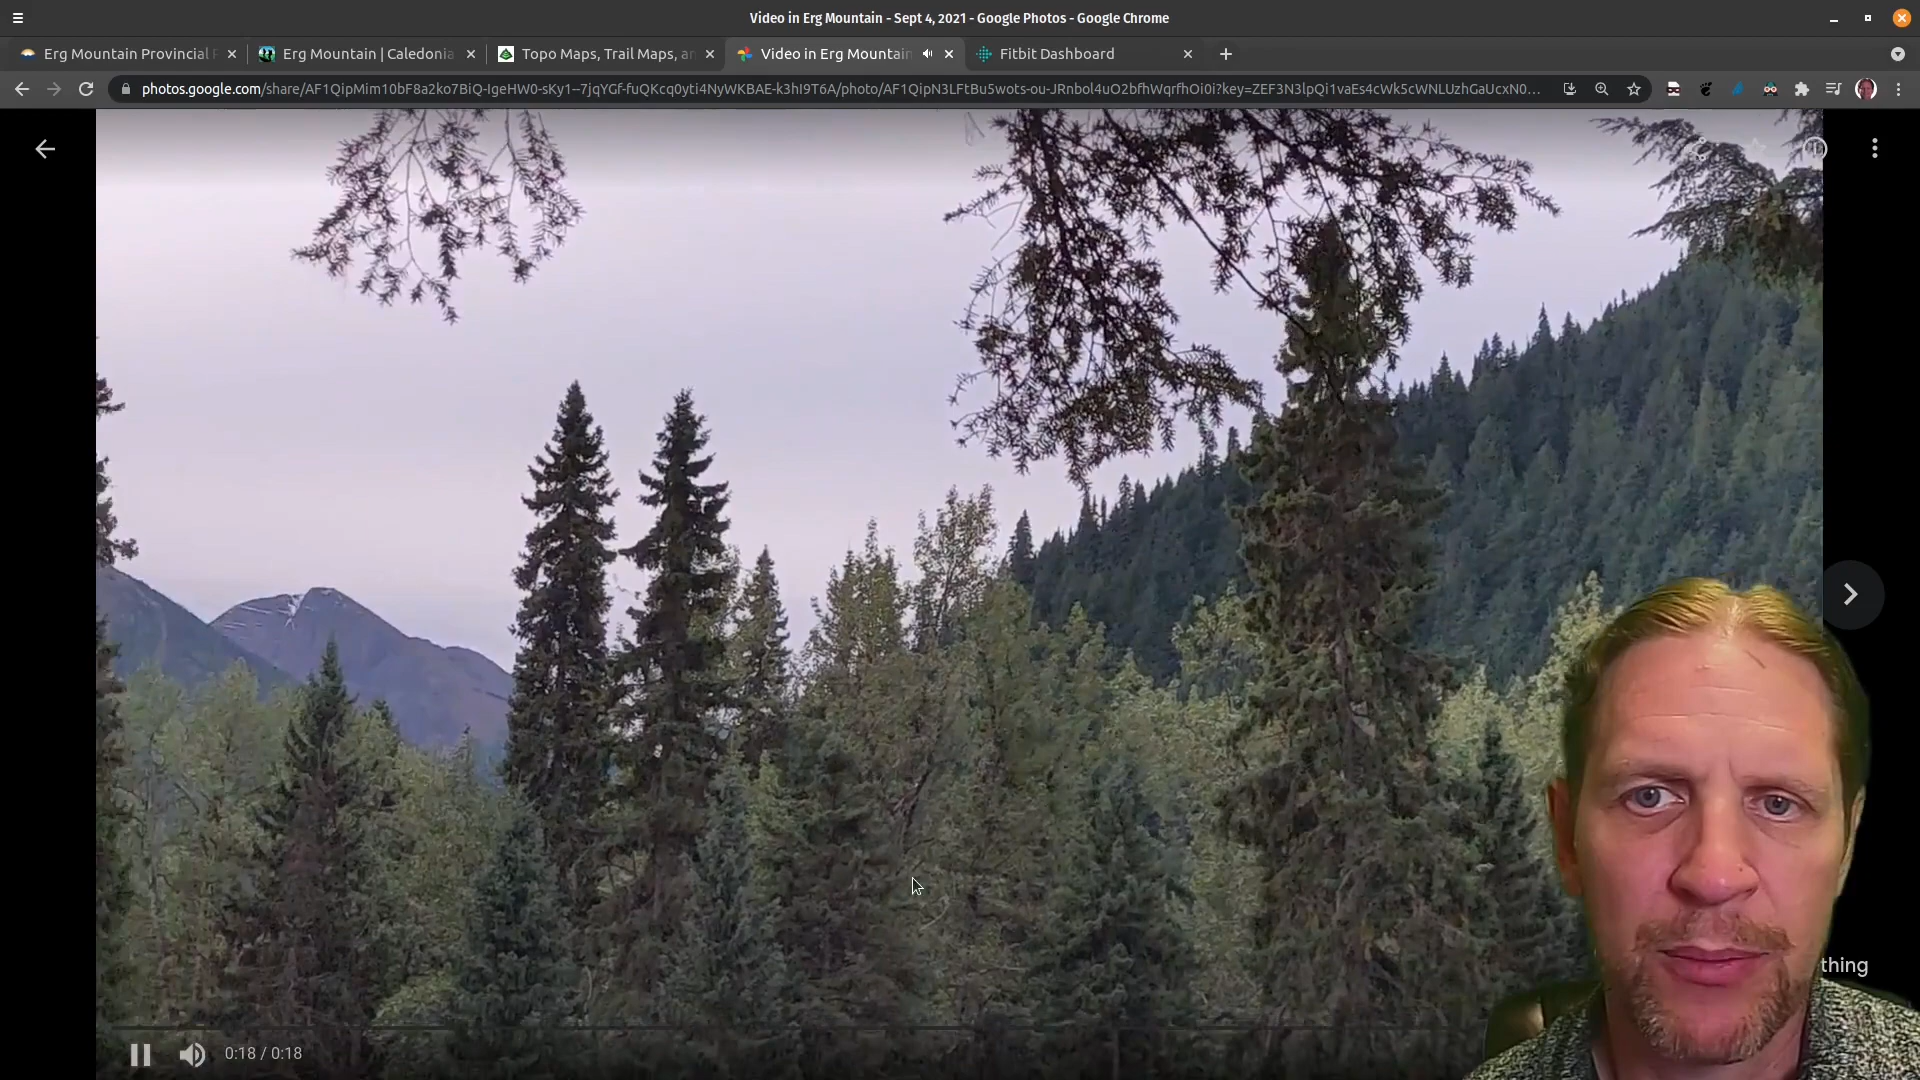 Video in Erg Mountain - Sept 4, 2021 - Google Photos - Google Chrome
Erg Mountain Provincial
Erg Mountain | Caledonia
Topo Maps, Trail Maps, an
Video in Erg Mountain
Fitbit Dashboard
photos.google.com/share/AF1QipMim10bF8a2ko7BiQ-IgeHW0-sKy1--7jqYGf-fuQKcq0yti4NyWKBAE-k3hI9T6A/photo/AF1QipN3LFtBu5wots-ou-JRnbol4uO2bfhWqrfhOi0i?key=ZEF3N3lpQi1vaEs4cWk5cWNLUzhGaUcxN0...
thing
0:18 / 0:18